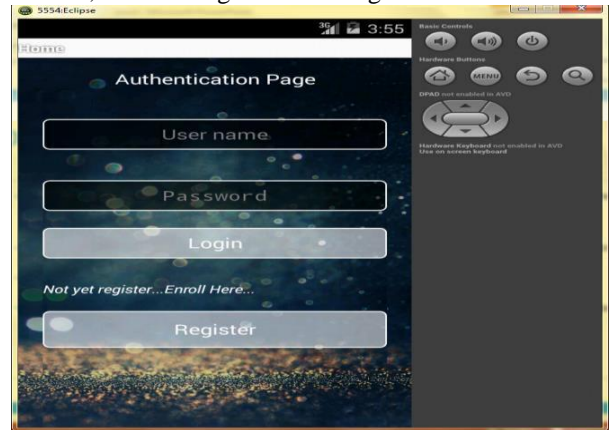 5554:Eclipse
3G 3:55
Home
Authentication Page
User name
Password
Login
Not yet register...Enroll Here...
Register
Basic Controls
Hardware Buttons
MENU
DPAD not enabled in AVD
Hardware Keyboard not enabled in AVD
Use on screen keyboard